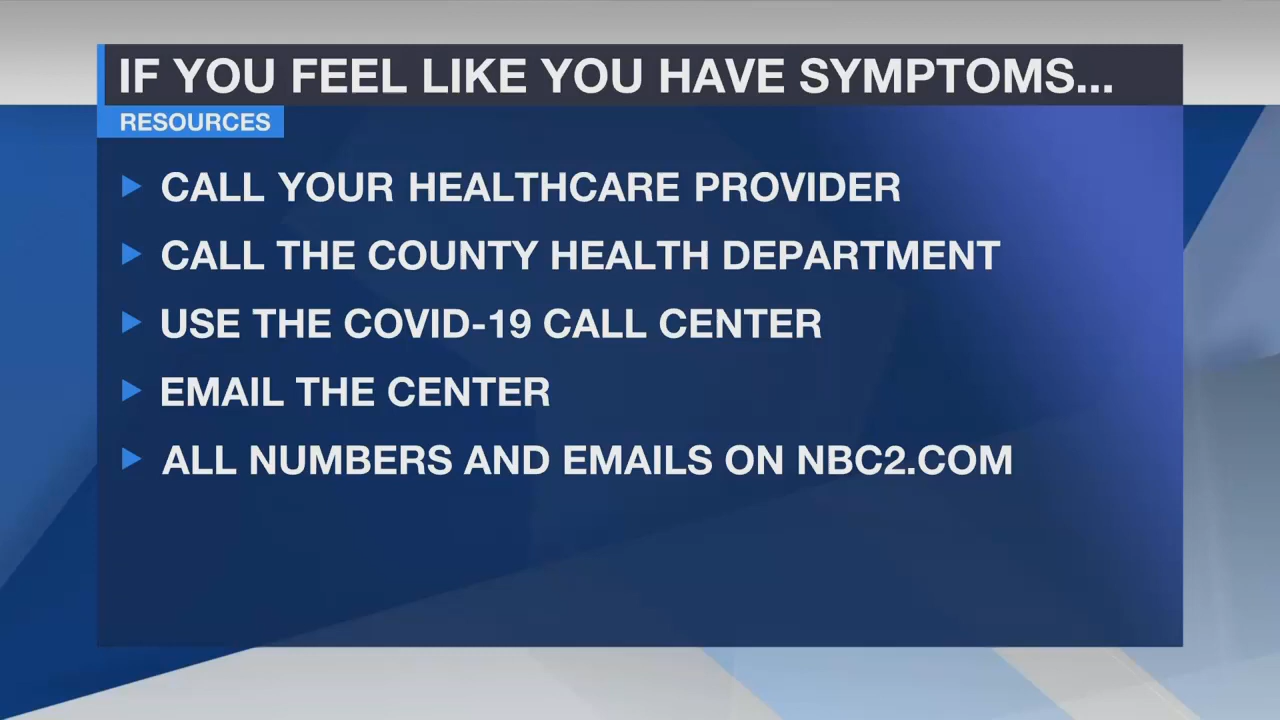 IF YOU FEEL LIKE YOU HAVE SYMPTOMS...
RESOURCES
CALL YOUR HEALTHCARE PROVIDER
CALL THE COUNTY HEALTH DEPARTMENT
USE THE COVID-19 CALL CENTER
EMAIL THE CENTER
ALL NUMBERS AND EMAILS ON NBC2.COM